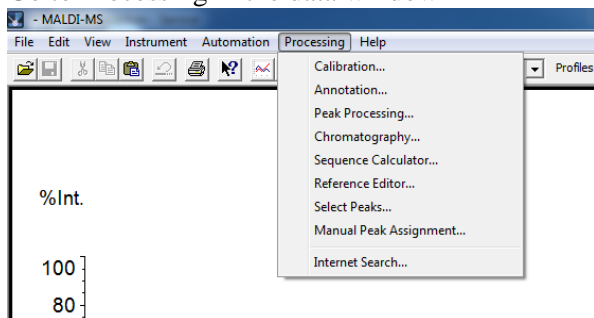 - MALDI-MS
File Edit View Instrument Automation Processing Help
Profiles
Calibration...
Annotation...
Peak Processing...
Chromatography...
Sequence Calculator...
Reference Editor...
Select Peaks...
Manual Peak Assignment...
Internet Search...
%Int.
100
80